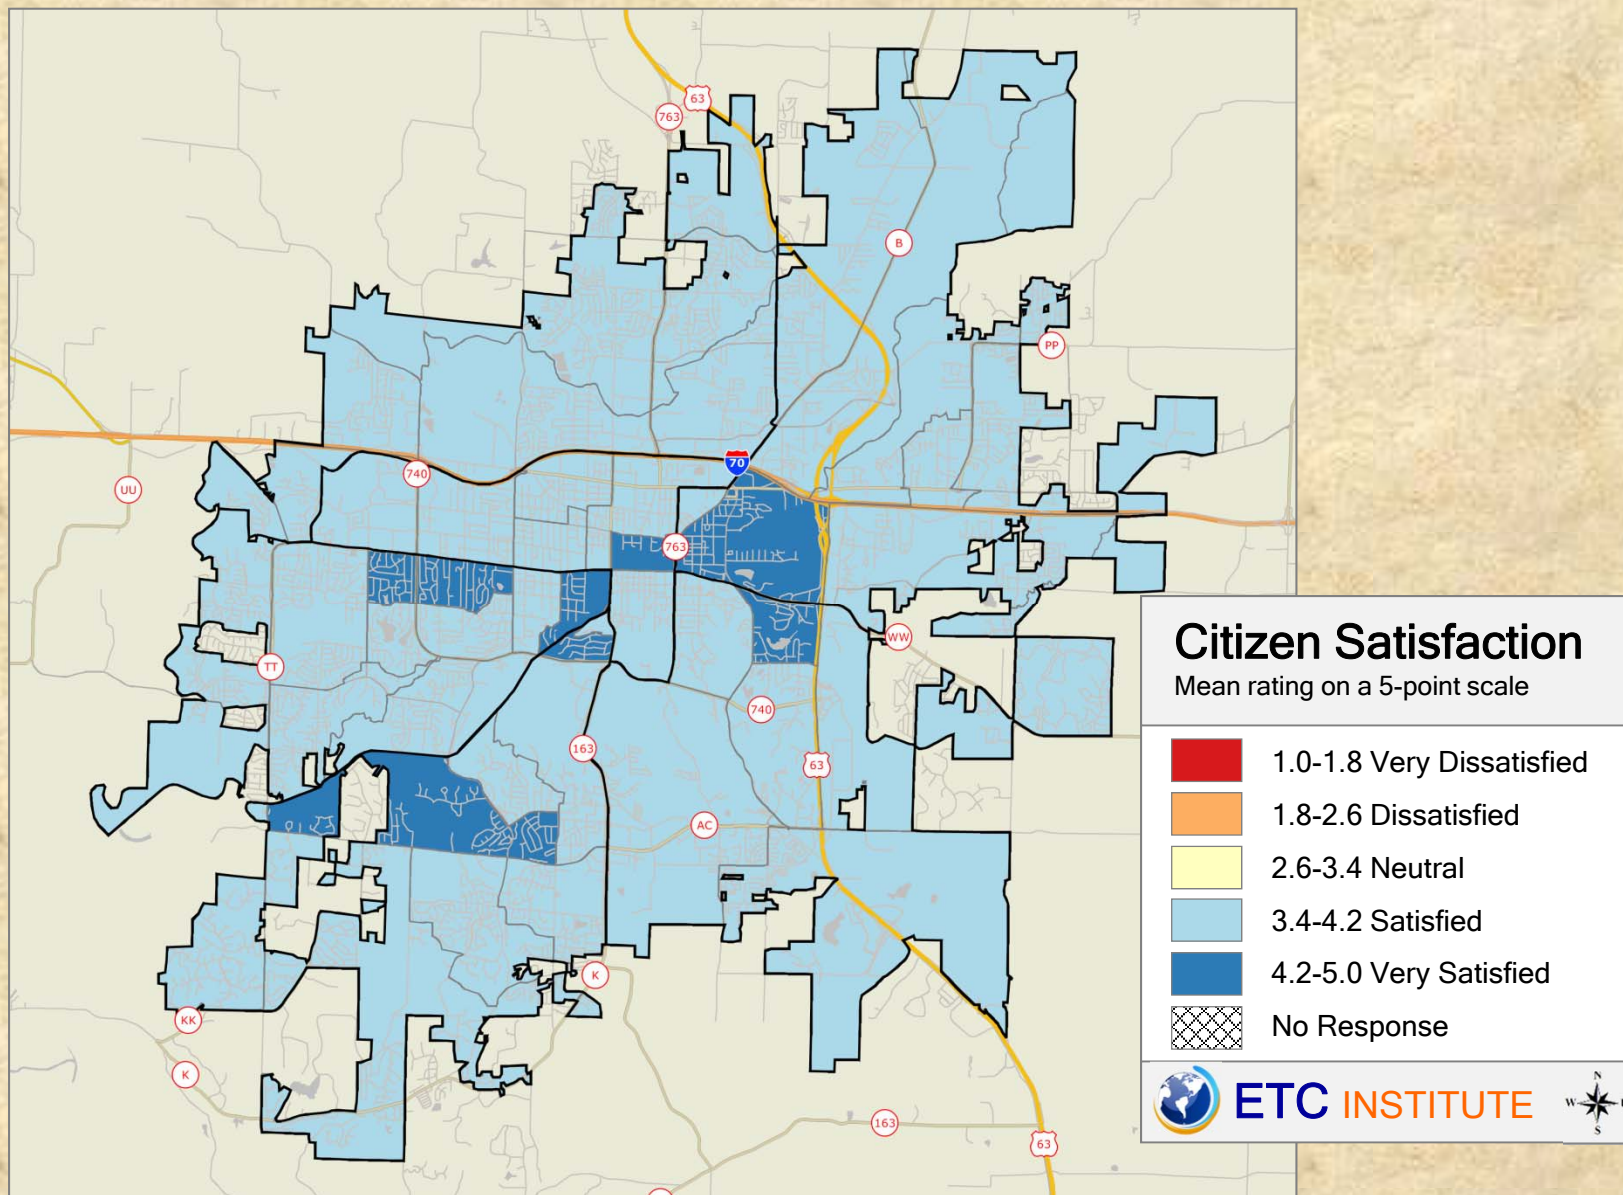 63
763
B
PP
70
740
UU
763
WW
TT
740
163
63
AC
K
KK
K
163
63
Citizen Satisfaction
Mean rating on a 5-point scale
1.0-1.8 Very Dissatisfied
1.8-2.6 Dissatisfied
2.6-3.4 Neutral
3.4-4.2 Satisfied
4.2-5.0 Very Satisfied
No Response
ETC INSTITUTE
N
W
S